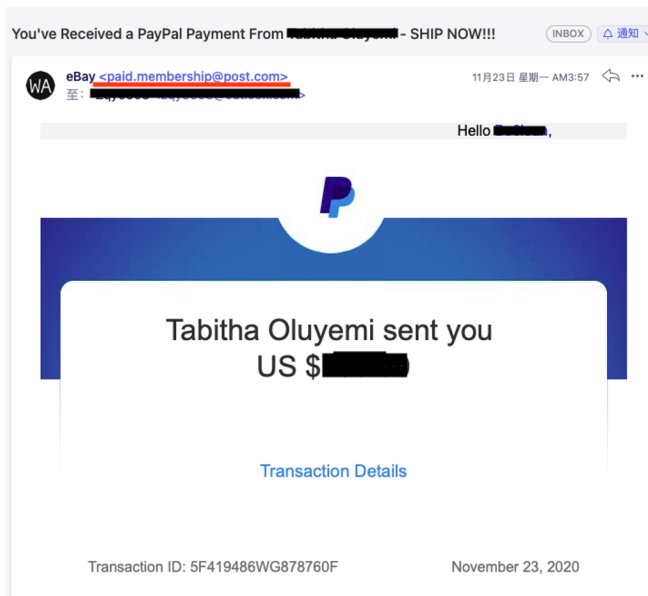 You've Received a PayPal Payment From - SHIP NOW!!!
INBOX
通知
WA
eBay <paid.membership@post.com>
11月23日 星期一 AM3:57
至:
Hello ,
Tabitha Oluyemi sent you
US $
Transaction Details
Transaction ID: 5F419486WG878760F
November 23, 2020